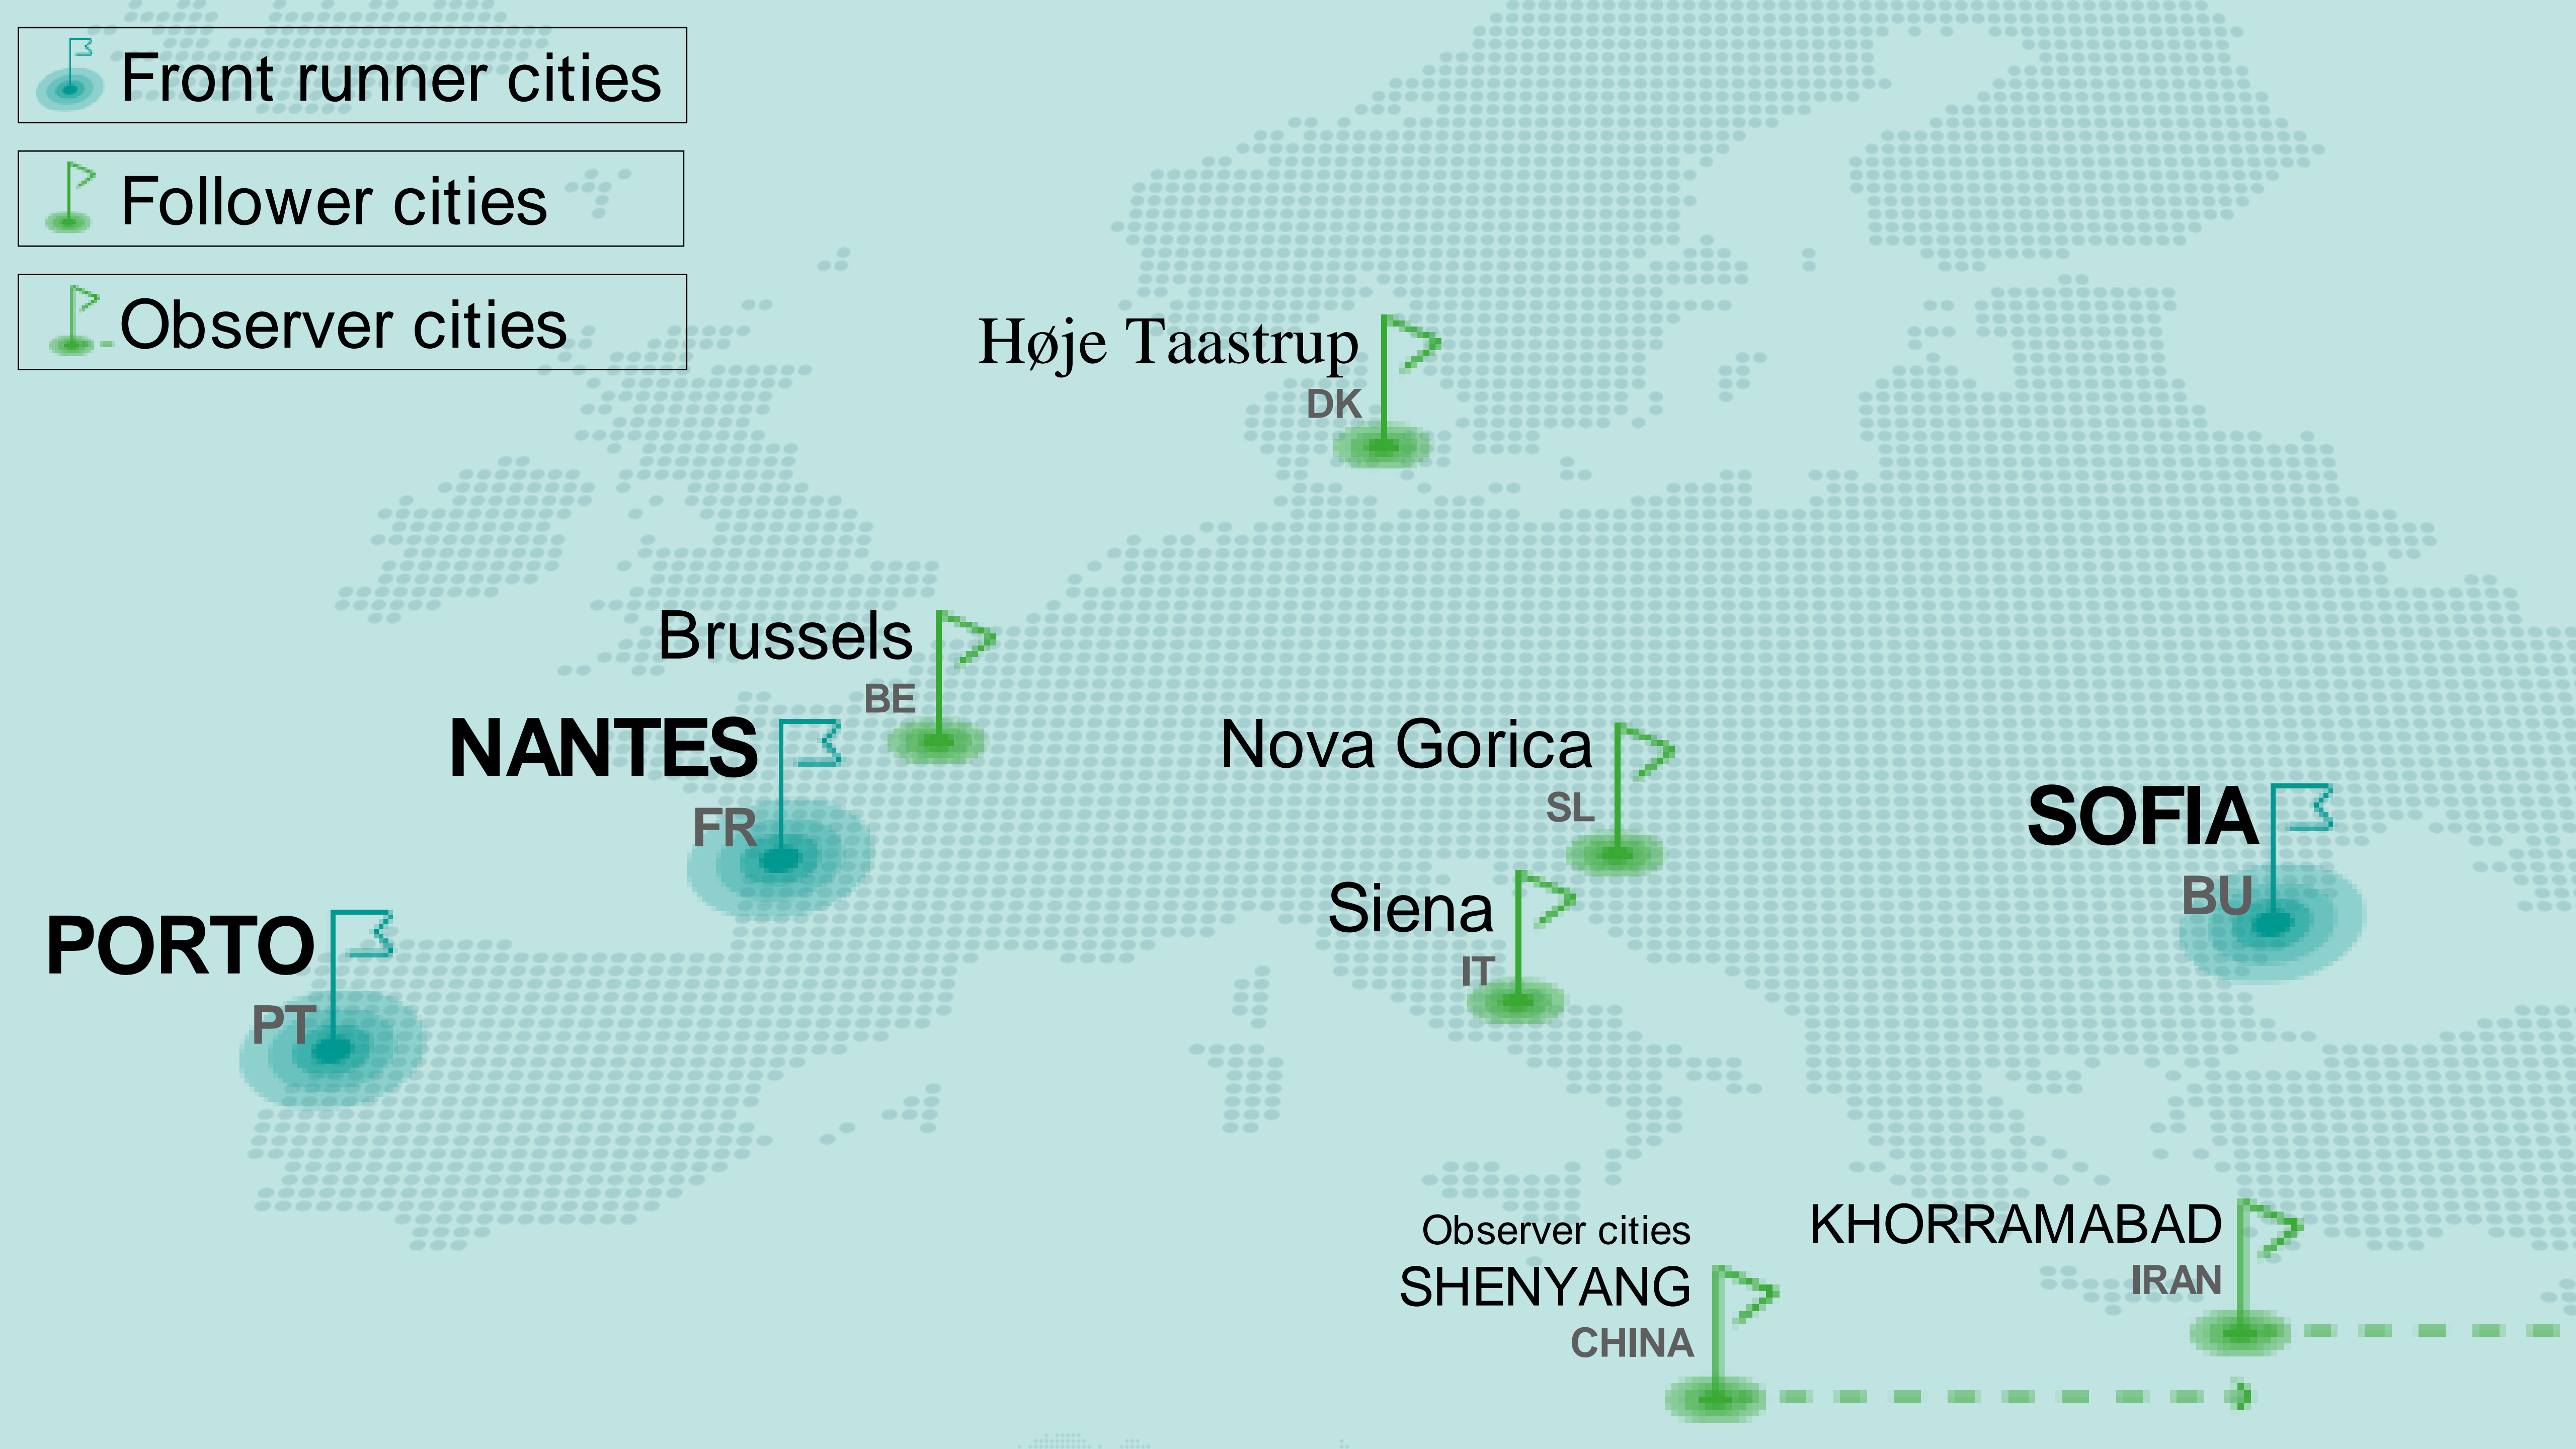 Front runner cities
Follower cities
Observer cities
Høje Taastrup
DK
Brussels
BE
NANTES
FR
Nova Gorica
SL
SOFIA
BU
Siena
IT
PORTO
PT
Observer cities
SHENYANG
CHINA
KHORRAMABAD
IRAN